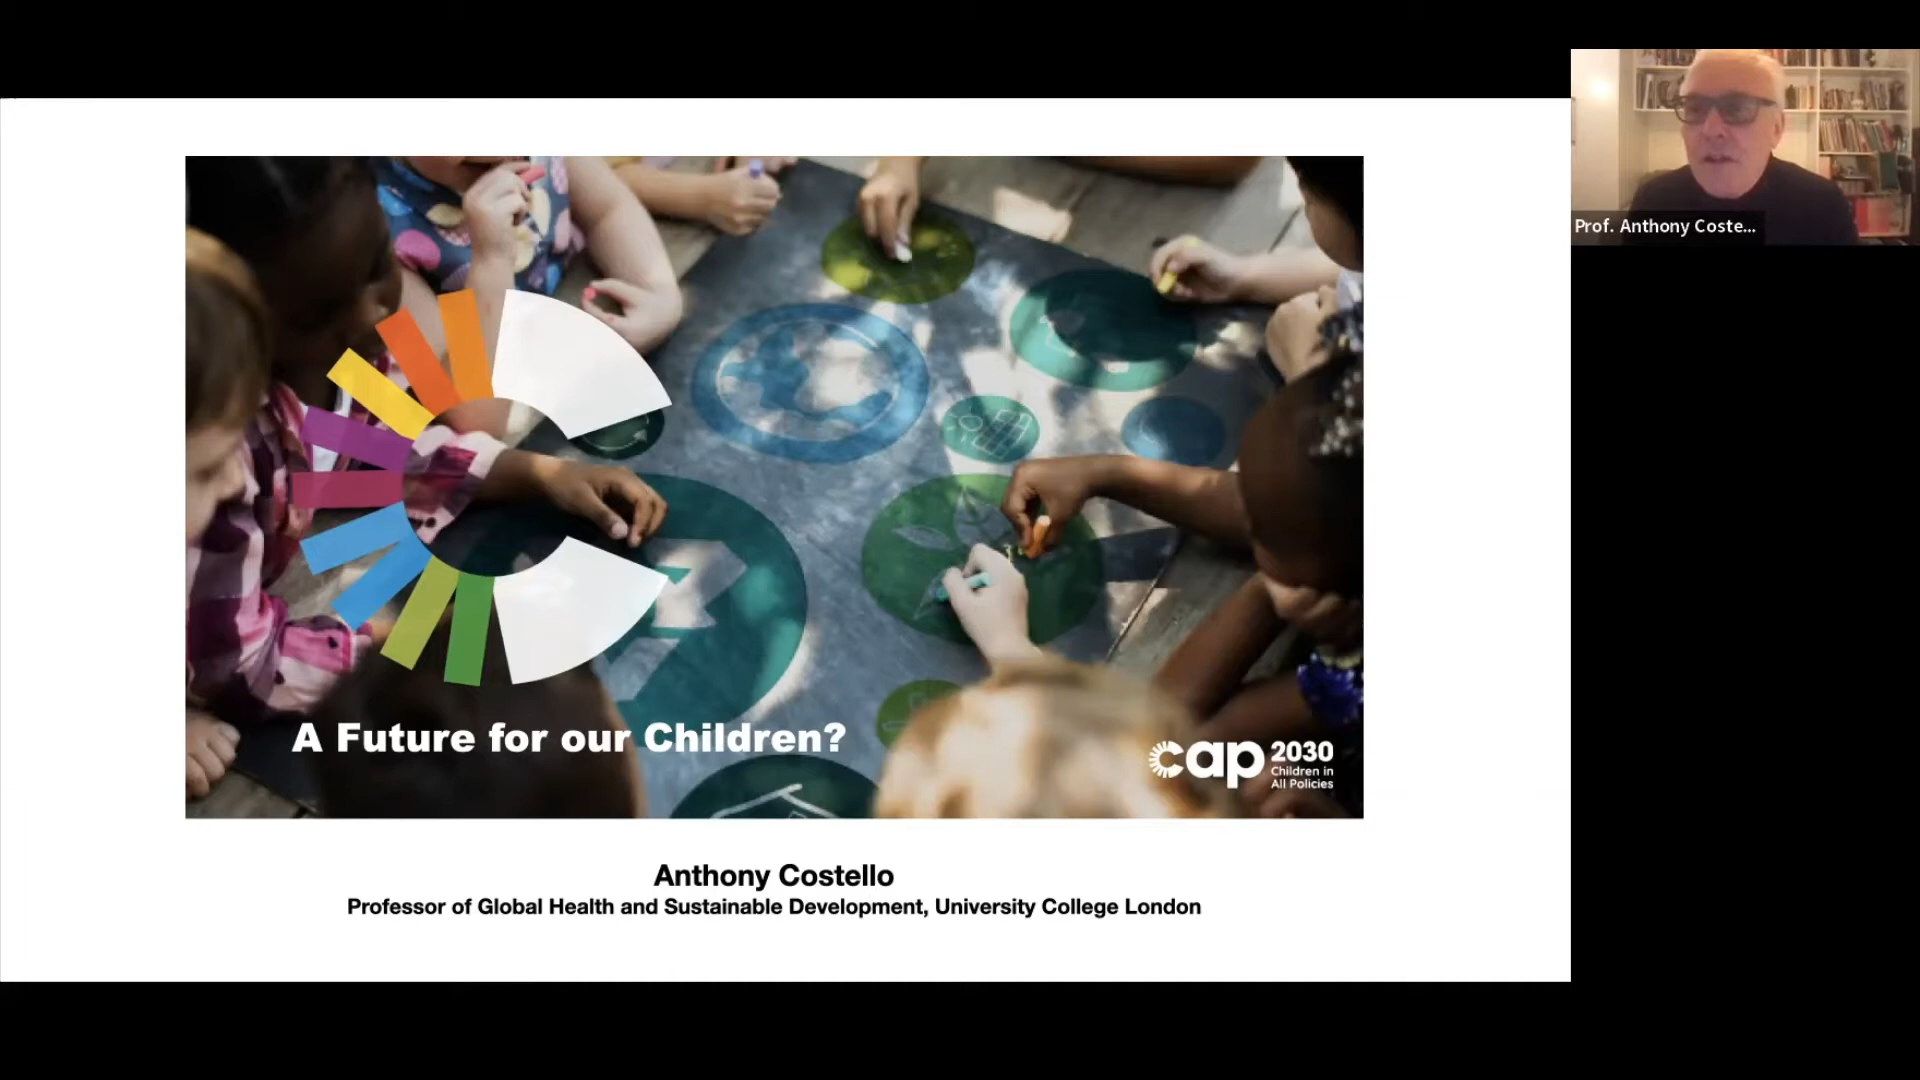 Prof. Anthony Coste...
A Future for our Children?
cap 2030
Children in
All Policies
Anthony Costello
Professor of Global Health and Sustainable Development, University College London